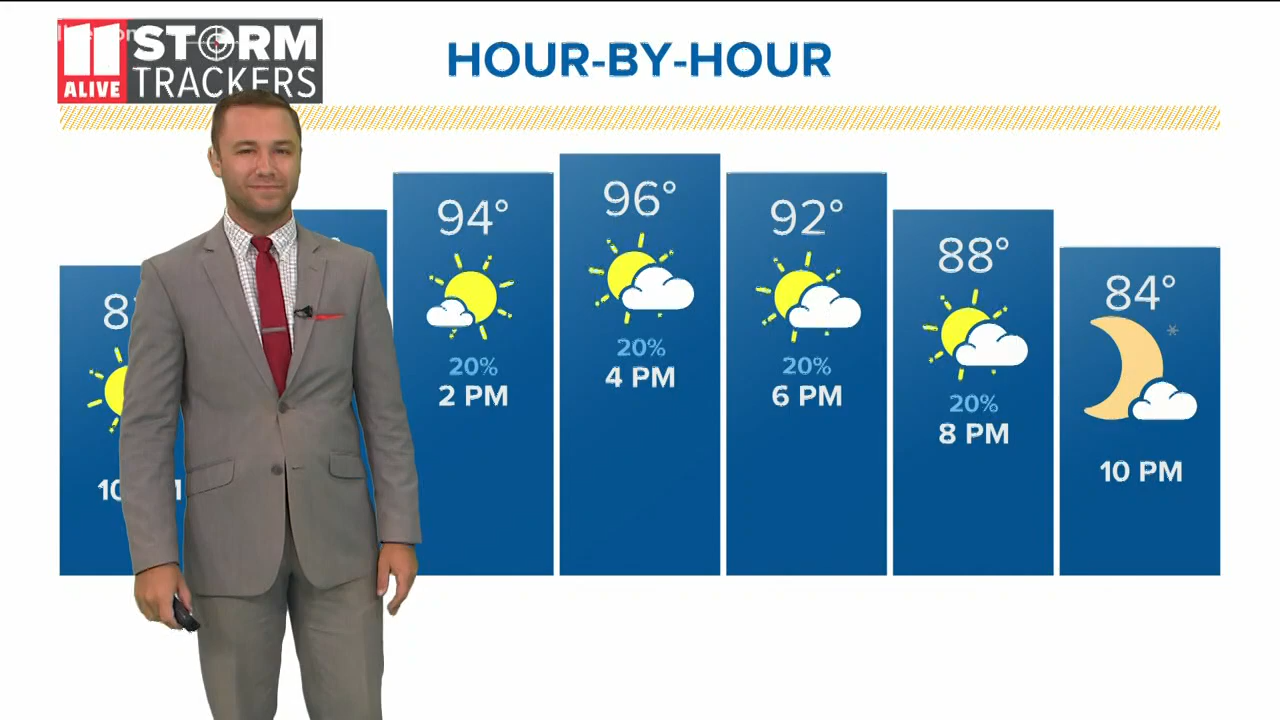 11 ALIVE STORM TRACKERS
HOUR-BY-HOUR
94°
20%
2 PM
96°
20%
4 PM
92°
20%
6 PM
88°
20%
8 PM
84°
10 PM